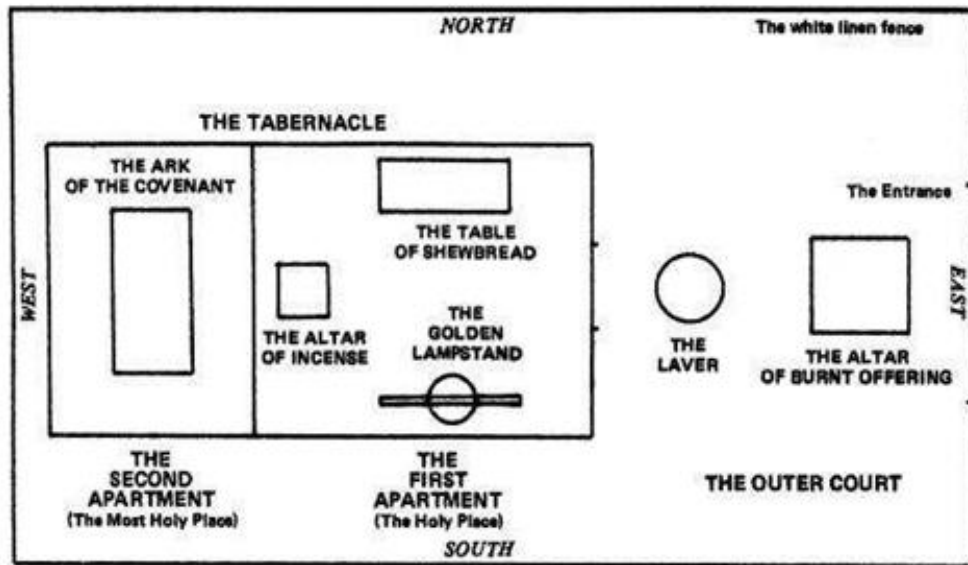 NORTH
The white linen fence
THE TABERNACLE
THE ARK
OF THE COVENANT
The Entrance
THE TABLE
OF SHEWBREAD
WEST
EAST
THE ALTAR
OF INCENSE
THE
GOLDEN
LAMPSTAND
THE
LAVER
THE ALTAR
OF BURNT OFFERING
THE
SECOND
APARTMENT
(The Most Holy Place)
THE
FIRST
APARTMENT
(The Holy Place)
THE OUTER COURT
SOUTH